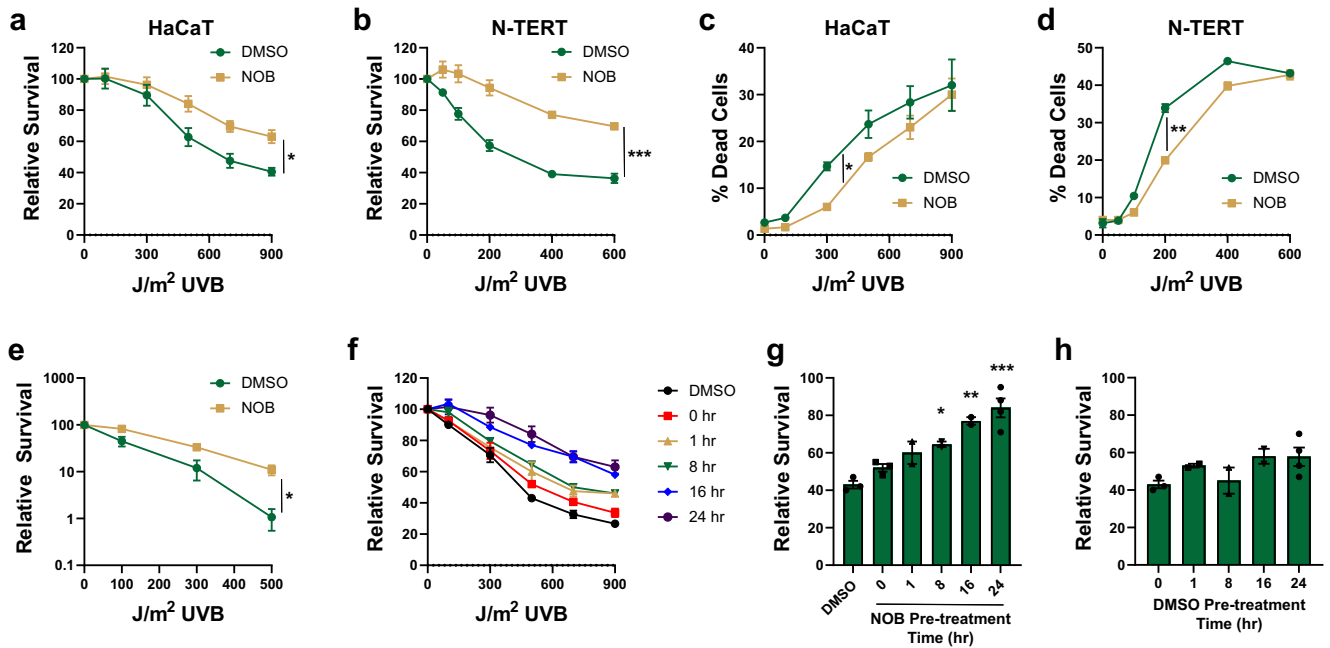 a
HaCaT
Relative Survival
120
100
80
60
40
20
0
0
300
600
900
J/m² UVB
DMSO
NOB
*
b
N-TERT
Relative Survival
120
100
80
60
40
20
0
0
200
400
600
J/m² UVB
DMSO
NOB
***
c
HaCaT
% Dead Cells
40
30
20
10
0
0
300
600
900
J/m² UVB
DMSO
NOB
*
d
N-TERT
% Dead Cells
50
40
30
20
10
0
0
200
400
600
J/m² UVB
DMSO
NOB
**
e
Relative Survival
1000
100
10
1
0.1
0
100
200
300
400
500
J/m² UVB
DMSO
NOB
*
f
Relative Survival
120
100
80
60
40
20
0
0
300
600
900
J/m² UVB
DMSO
0 hr
1 hr
8 hr
16 hr
24 hr
g
Relative Survival
100
80
60
40
20
0
*
**
***
DMSO
0
1
8
16
24
NOB Pre-treatment
Time (hr)
h
Relative Survival
100
80
60
40
20
0
0
1
8
16
24
DMSO Pre-treatment
Time (hr)